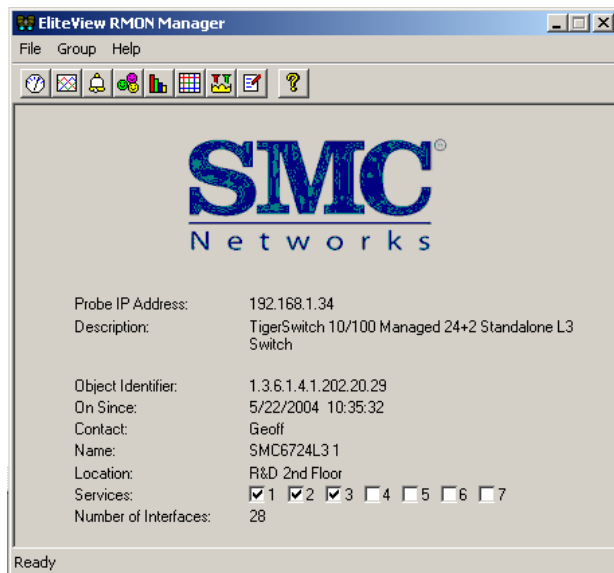 EliteView RMON Manager
File Group Help
SMC®
Networks
Probe IP Address: 192.168.1.34
Description: TigerSwitch 10/100 Managed 24+2 Standalone L3
Switch
Object Identifier: 1.3.6.1.4.1.202.20.29
On Since: 5/22/2004 10:35:32
Contact: Geoff
Name: SMC6724L3 1
Location: R&D 2nd Floor
Services: 1 2 3 4 5 6 7
Number of Interfaces: 28
Ready